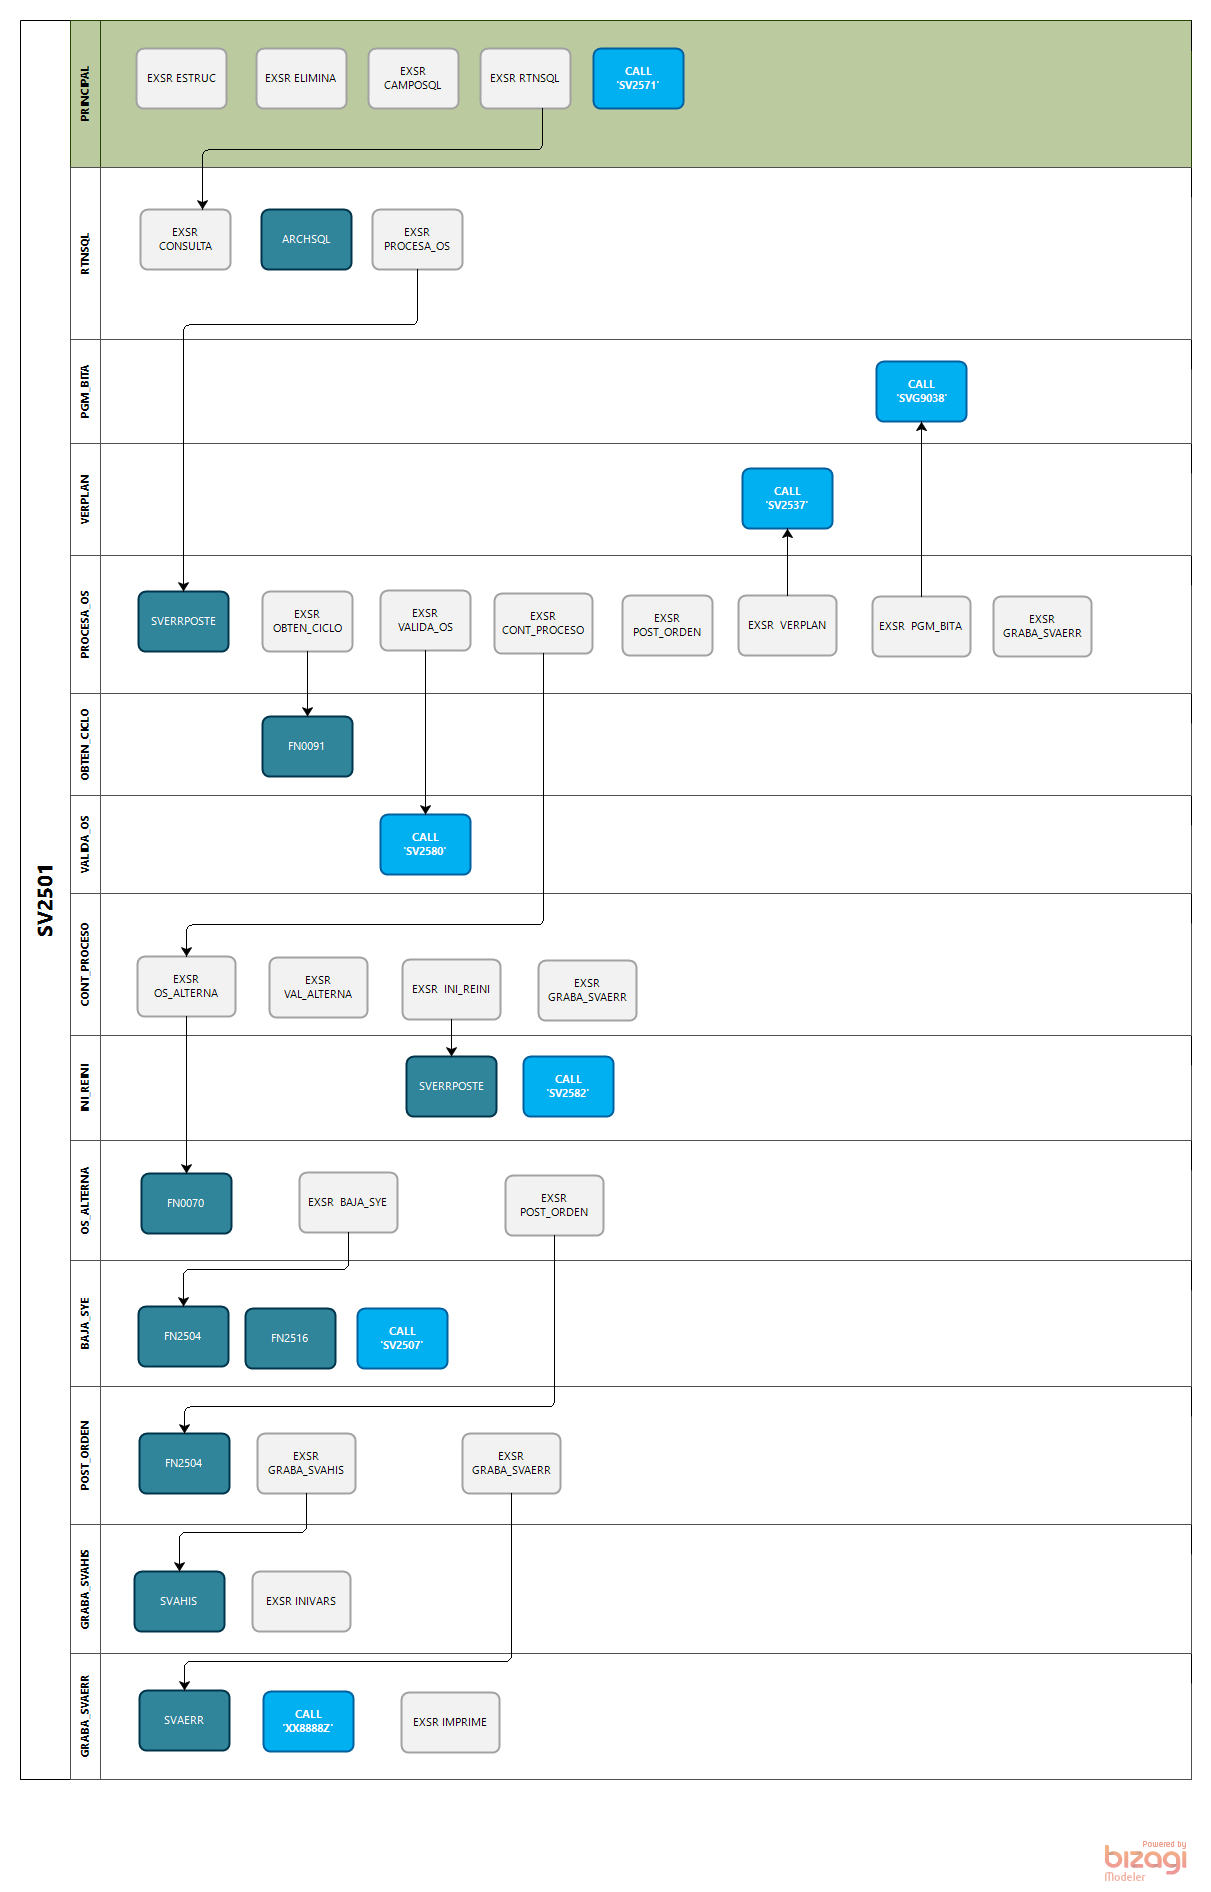 SV2501
PRINCIPAL
EXSR ESTRUC
EXSR ELIMINA
EXSR
CAMPOSQL
EXSR RTNSQL
CALL
'SV2571'
RTNSQL
EXSR
CONSULTA
ARCHSQL
EXSR
PROCESA_OS
PGM_BITA
CALL
'SVG9038'
VERPLAN
CALL
'SV2537'
PROCESA_OS
SVERRPOSTE
EXSR
OBTEN_CICLO
EXSR
VALIDA_OS
EXSR
CONT_PROCESO
EXSR
POST_ORDEN
EXSR  VERPLAN
EXSR  PGM_BITA
EXSR
GRABA_SVAERR
OBTEN_CICLO
FN0091
VALIDA_OS
CALL
'SV2580'
CONT_PROCESO
EXSR
OS_ALTERNA
EXSR
VAL_ALTERNA
EXSR  INI_REINI
EXSR
GRABA_SVAERR
INI_REINI
SVERRPOSTE
CALL
'SV2582'
OS_ALTERNA
FN0070
EXSR  BAJA_SYE
EXSR
POST_ORDEN
BAJA_SYE
FN2504
FN2516
CALL
'SV2507'
POST_ORDEN
FN2504
EXSR
GRABA_SVAHIS
EXSR
GRABA_SVAERR
GRABA_SVAHIS
SVAHIS
EXSR INIVARS
GRABA_SVAERR
SVAERR
CALL
'XX8888Z'
EXSR IMPRIME
Powered by
bizagi
Modeler